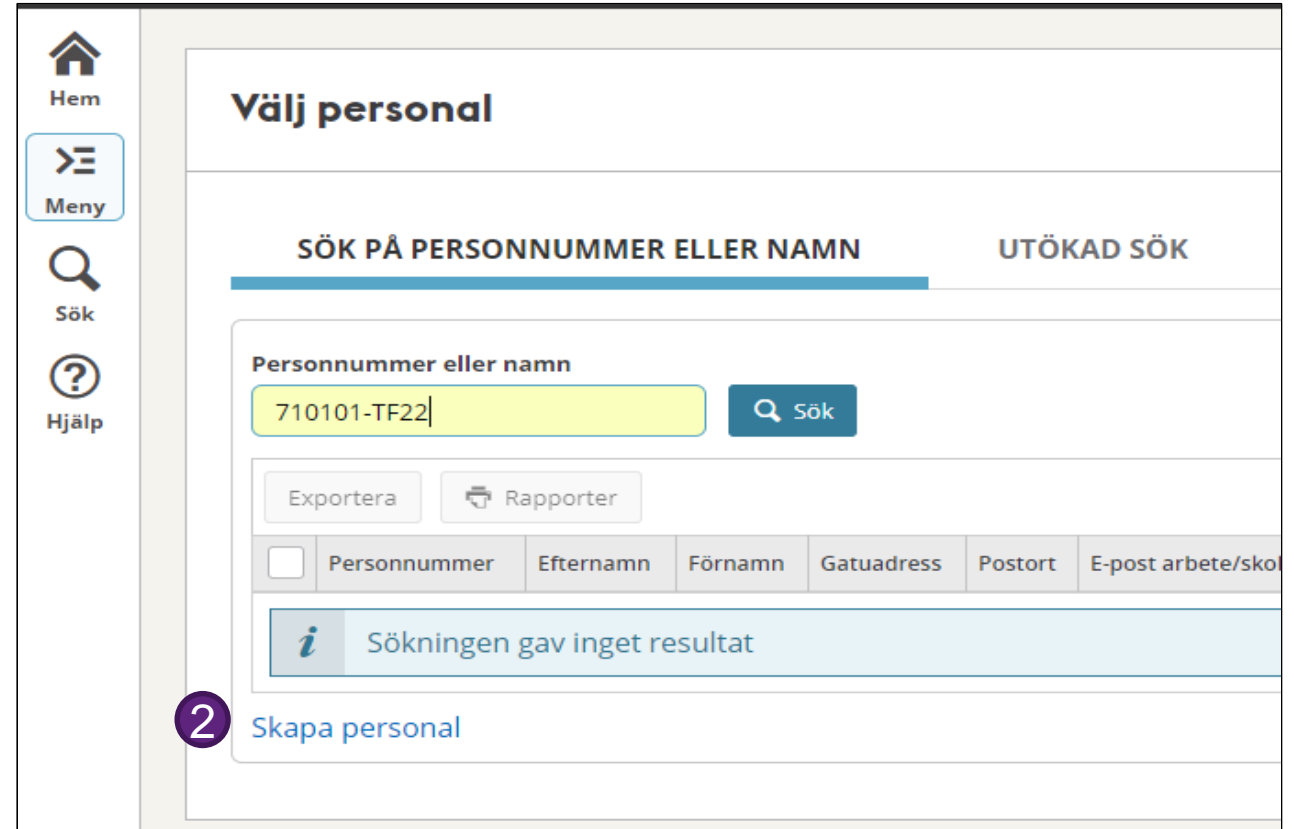 Hem
Meny
Sök
Hjälp
Välj personal
SÖK PÅ PERSONNUMMER ELLER NAMN UTÖKAD SÖK
Personnummer eller namn
710101-TF22 Sök
Exportera Rapporter
Personnummer Efternamn Förnamn Gatuadress Postort E-post arbete/skol
i Sökningen gav inget resultat
2 Skapa personal